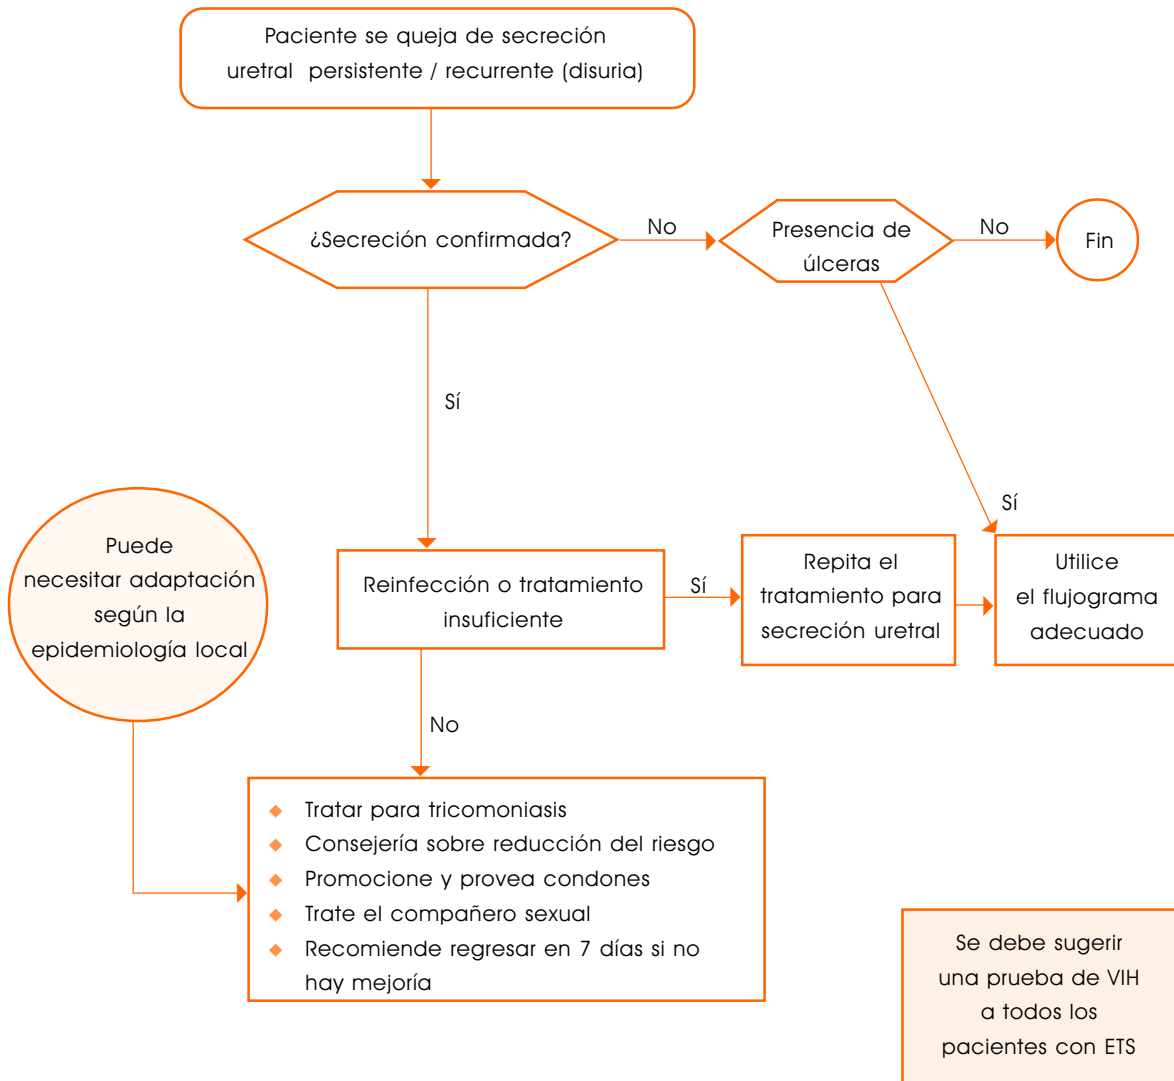 Paciente se queja de secreción
uretral persistente / recurrente (disuria)
¿Secreción confirmada?
No
Presencia de
úlceras
No
Fin
Sí
Sí
Puede
necesitar adaptación
según la
epidemiología local
Reinfección o tratamiento
insuficiente
Sí
Repita el
tratamiento para
secreción uretral
Utilice
el flujograma
adecuado
No
Tratar para tricomoniasis
Consejería sobre reducción del riesgo
Promocione y provea condones
Trate el compañero sexual
Recomiende regresar en 7 días si no
hay mejoría
Se debe sugerir
una prueba de VIH
a todos los
pacientes con ETS